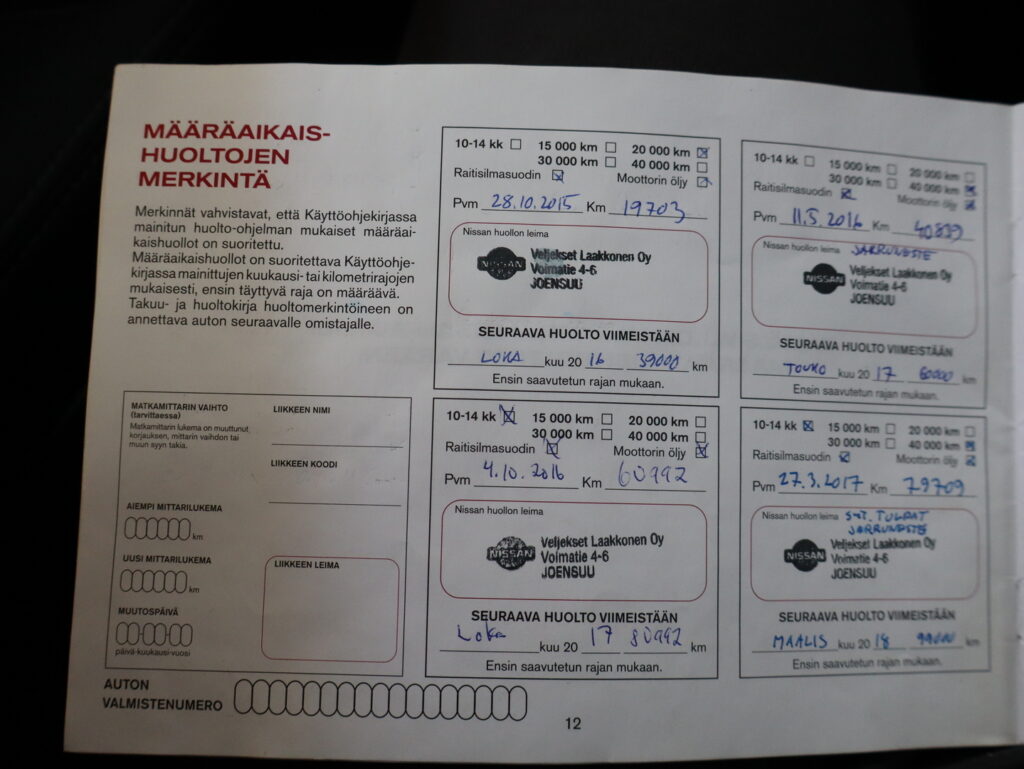 MÄÄRÄAIKAIS-
HUOLTOJEN
MERKINTÄ
Merkinnät vahvistavat, että Käyttöohjekirjassa
mainitun huolto-ohjelman mukaiset määräai-
kaishuollot on suoritettu.
Määräaikaishuollot on suoritettava Käyttöohje-
kirjassa mainittujen kuukausi- tai kilometrirajojen
mukaisesti, ensin täyttyvä raja on määräävä.
Takuu- ja huoltokirja huoltomerkintöineen on
annettava auton seuraavalle omistajalle.
MATKAMITTARIN VAIHTO
(tarvittaessa)
Matkamittarin lukema on muuttunut
korjauksen, mittarin vaihdon tai
muun syyn takia.
AIEMPI MITTARILUKEMA
km
UUSI MITTARILUKEMA
km
MUUTOSPÄIVÄ
päivä-kuukausi-vuosi
LIIKKEEN NIMI
LIIKKEEN KOODI
LIIKKEEN LEIMA
10-14 kk 15 000 km 20 000 km
30 000 km 40 000 km
Raitisilmasuodin Moottorin öljy
Pvm 28.10.2015 Km 19703
Nissan huollon leima
NISSAN Veljekset Laakkonen Oy
Voimatie 4-6
JOENSUU
SEURAAVA HUOLTO VIIMEISTÄÄN
LOKA kuu 20 16 39000 km
Ensin saavutetun rajan mukaan.
10-14 kk 15 000 km 20 000 km
30 000 km 40 000 km
Raitisilmasuodin Moottorin öljy
Pvm 11.5.2016 Km 40839
Nissan huollon leima JARRUNESTE
NISSAN Veljekset Laakkonen Oy
Voimatie 4-6
JOENSUU
SEURAAVA HUOLTO VIIMEISTÄÄN
TOUKO kuu 20 17 60000 km
Ensin saavutetun rajan mukaan.
10-14 kk 15 000 km 20 000 km
30 000 km 40 000 km
Raitisilmasuodin Moottorin öljy
Pvm 4.10.2016 Km 60992
Nissan huollon leima
NISSAN Veljekset Laakkonen Oy
Voimatie 4-6
JOENSUU
SEURAAVA HUOLTO VIIMEISTÄÄN
Loka kuu 20 17 80992 km
Ensin saavutetun rajan mukaan.
10-14 kk 15 000 km 20 000 km
30 000 km 40 000 km
Raitisilmasuodin Moottorin öljy
Pvm 27.3.2017 Km 79709
Nissan huollon leima SYT. TULPAT
JARRUNESTE
NISSAN Veljekset Laakkonen Oy
Voimatie 4-6
JOENSUU
SEURAAVA HUOLTO VIIMEISTÄÄN
MAALIS kuu 20 18 99000 km
Ensin saavutetun rajan mukaan.
AUTON
VALMISTENUMERO
12